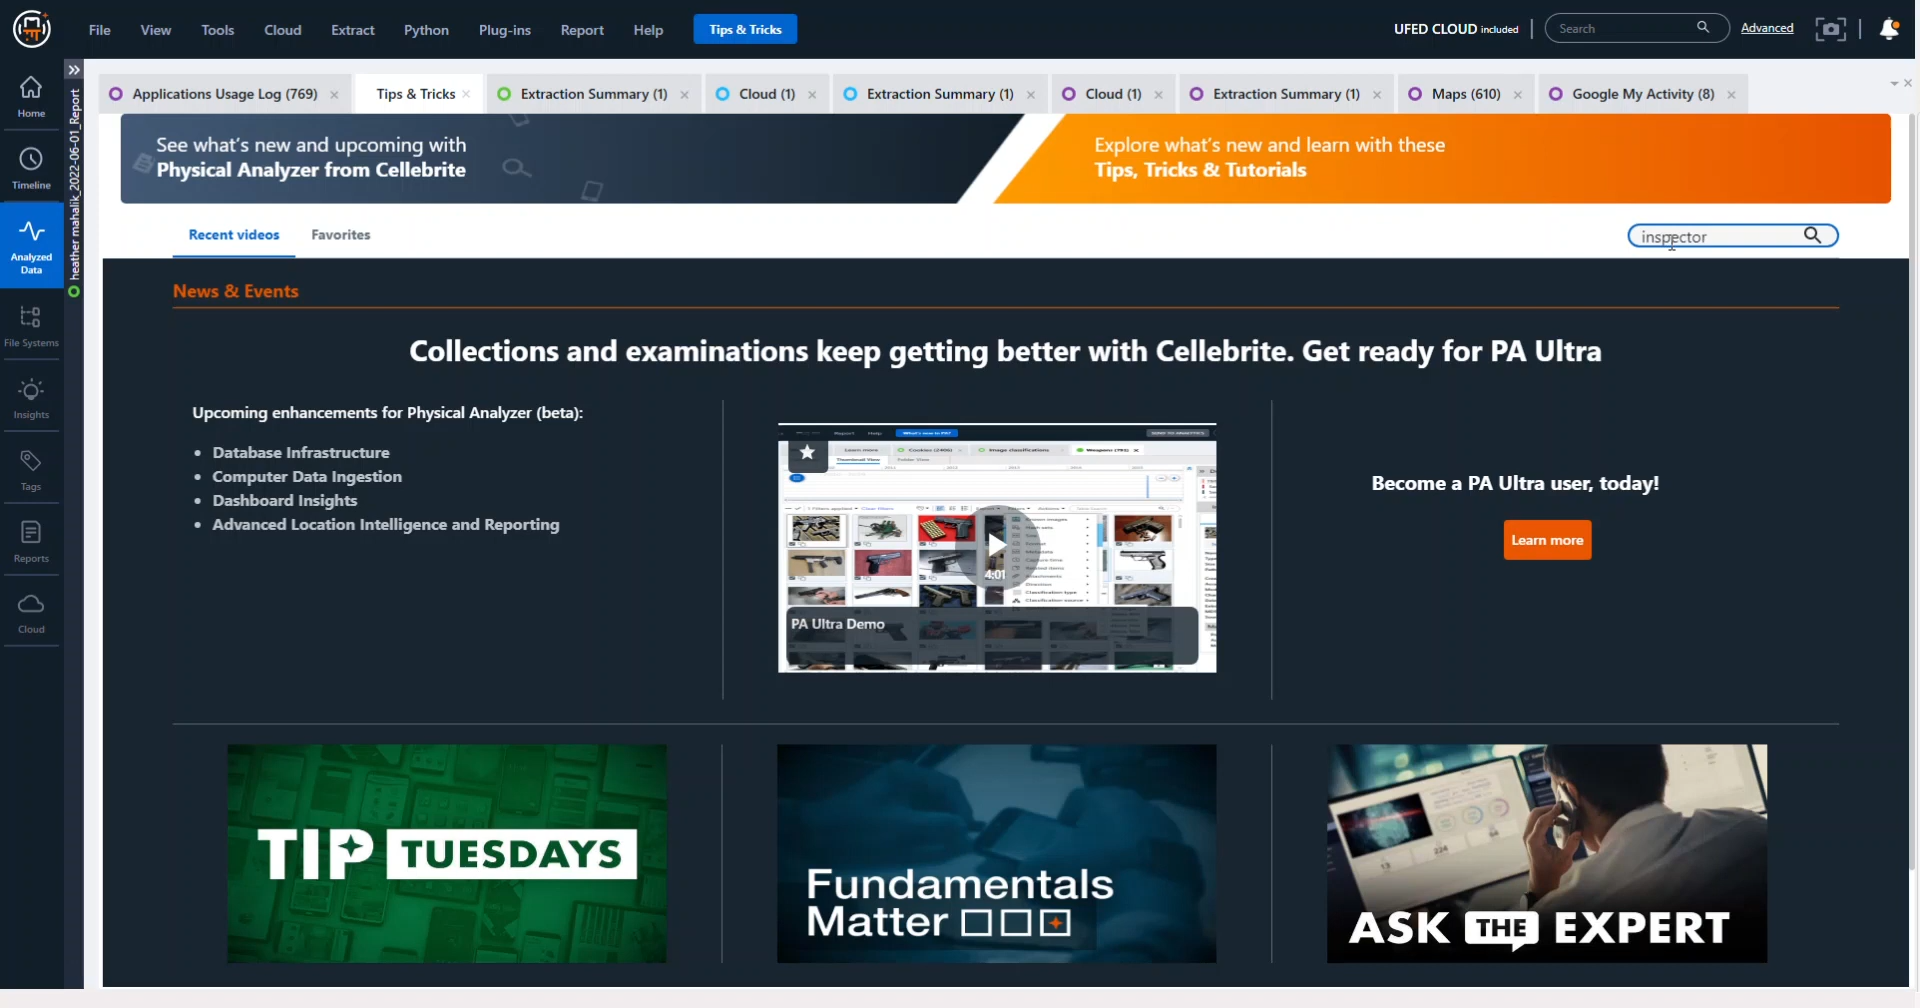 File View Tools Cloud Extract Python Plug-ins Report Help Tips & Tricks UFED CLOUD included Search Advanced
Home
Timeline
Analyzed
Data
File Systems
Insights
Tags
Reports
Cloud
heather mahalik_2022-06-01_Report
Applications Usage Log (769) Tips & Tricks Extraction Summary (1) Cloud (1) Extraction Summary (1) Cloud (1) Extraction Summary (1) Maps (610) Google My Activity (8)
See what's new and upcoming with
Physical Analyzer from Cellebrite
Explore what's new and learn with these
Tips, Tricks & Tutorials
Recent videos Favorites inspector
News & Events
Collections and examinations keep getting better with Cellebrite. Get ready for PA Ultra
Upcoming enhancements for Physical Analyzer (beta):
• Database Infrastructure
• Computer Data Ingestion
• Dashboard Insights
• Advanced Location Intelligence and Reporting
4:01
PA Ultra Demo
Become a PA Ultra user, today!
Learn more
TIP TUESDAYS
Fundamentals
Matter
ASK THE EXPERT